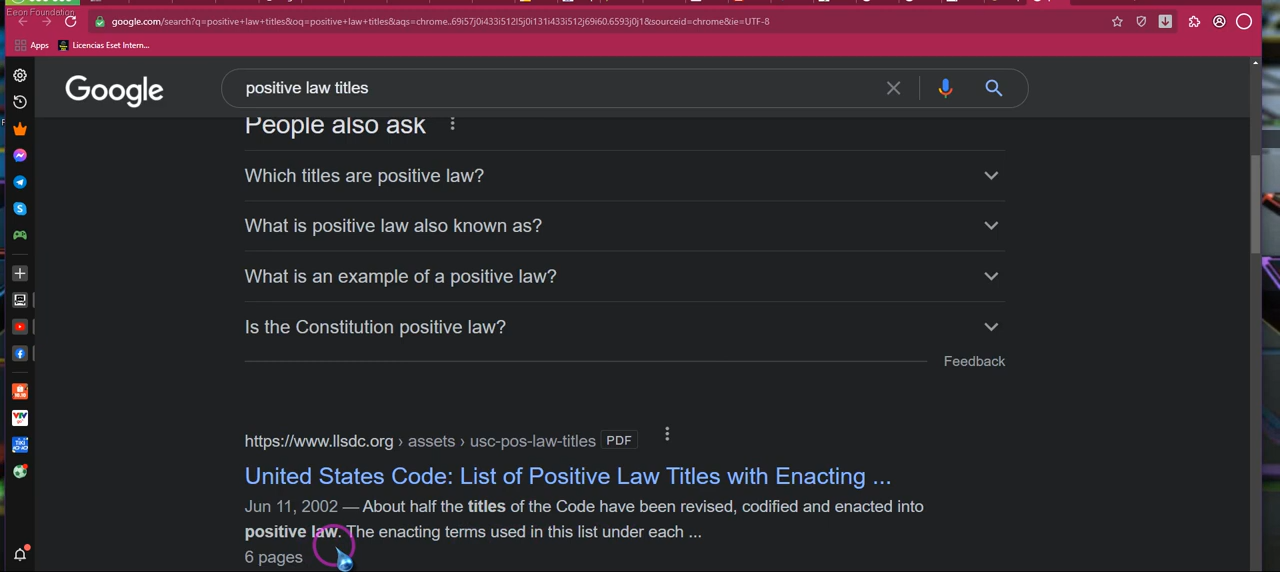 Eeon Foundation
google.com/search?q=positive+law+titles&oq=positive+law+titles&aqs=chrome..69i57j0i433i512l5j0i131i433i512j69i60.6593j0j1&sourceid=chrome&ie=UTF-8
Apps Licencias Eset Intern...
Google positive law titles
People also ask
Which titles are positive law?
What is positive law also known as?
What is an example of a positive law?
Is the Constitution positive law?
Feedback
https://www.llsdc.org › assets › usc-pos-law-titles PDF
United States Code: List of Positive Law Titles with Enacting ...
Jun 11, 2002 — About half the titles of the Code have been revised, codified and enacted into
positive law. The enacting terms used in this list under each ...
6 pages